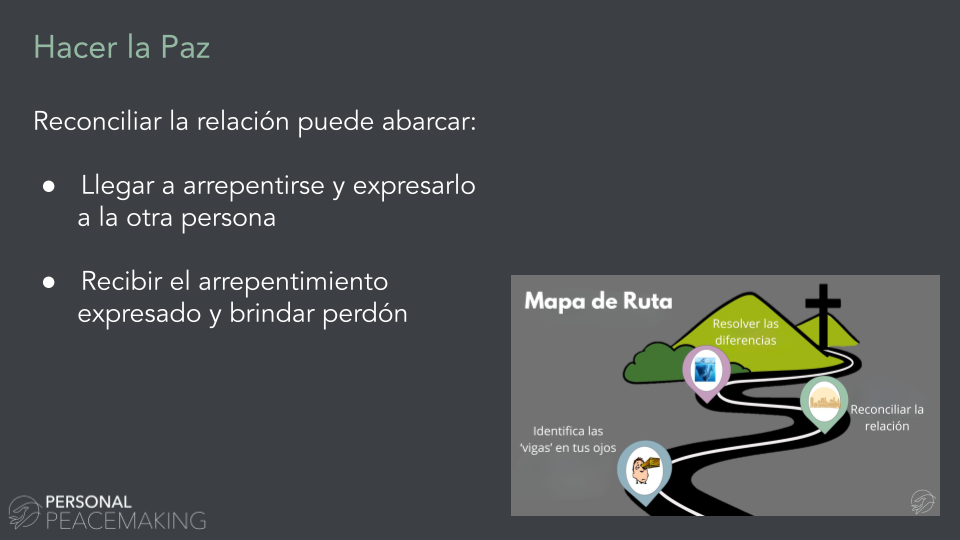 Hacer la Paz
Reconciliar la relación puede abarcar:
● Llegar a arrepentirse y expresarlo
a la otra persona
● Recibir el arrepentimiento
expresado y brindar perdón
Mapa de Ruta
Resolver las
diferencias
Reconciliar la
relación
Identifica las
‘vigas’ en tus ojos
PERSONAL
PEACEMAKING